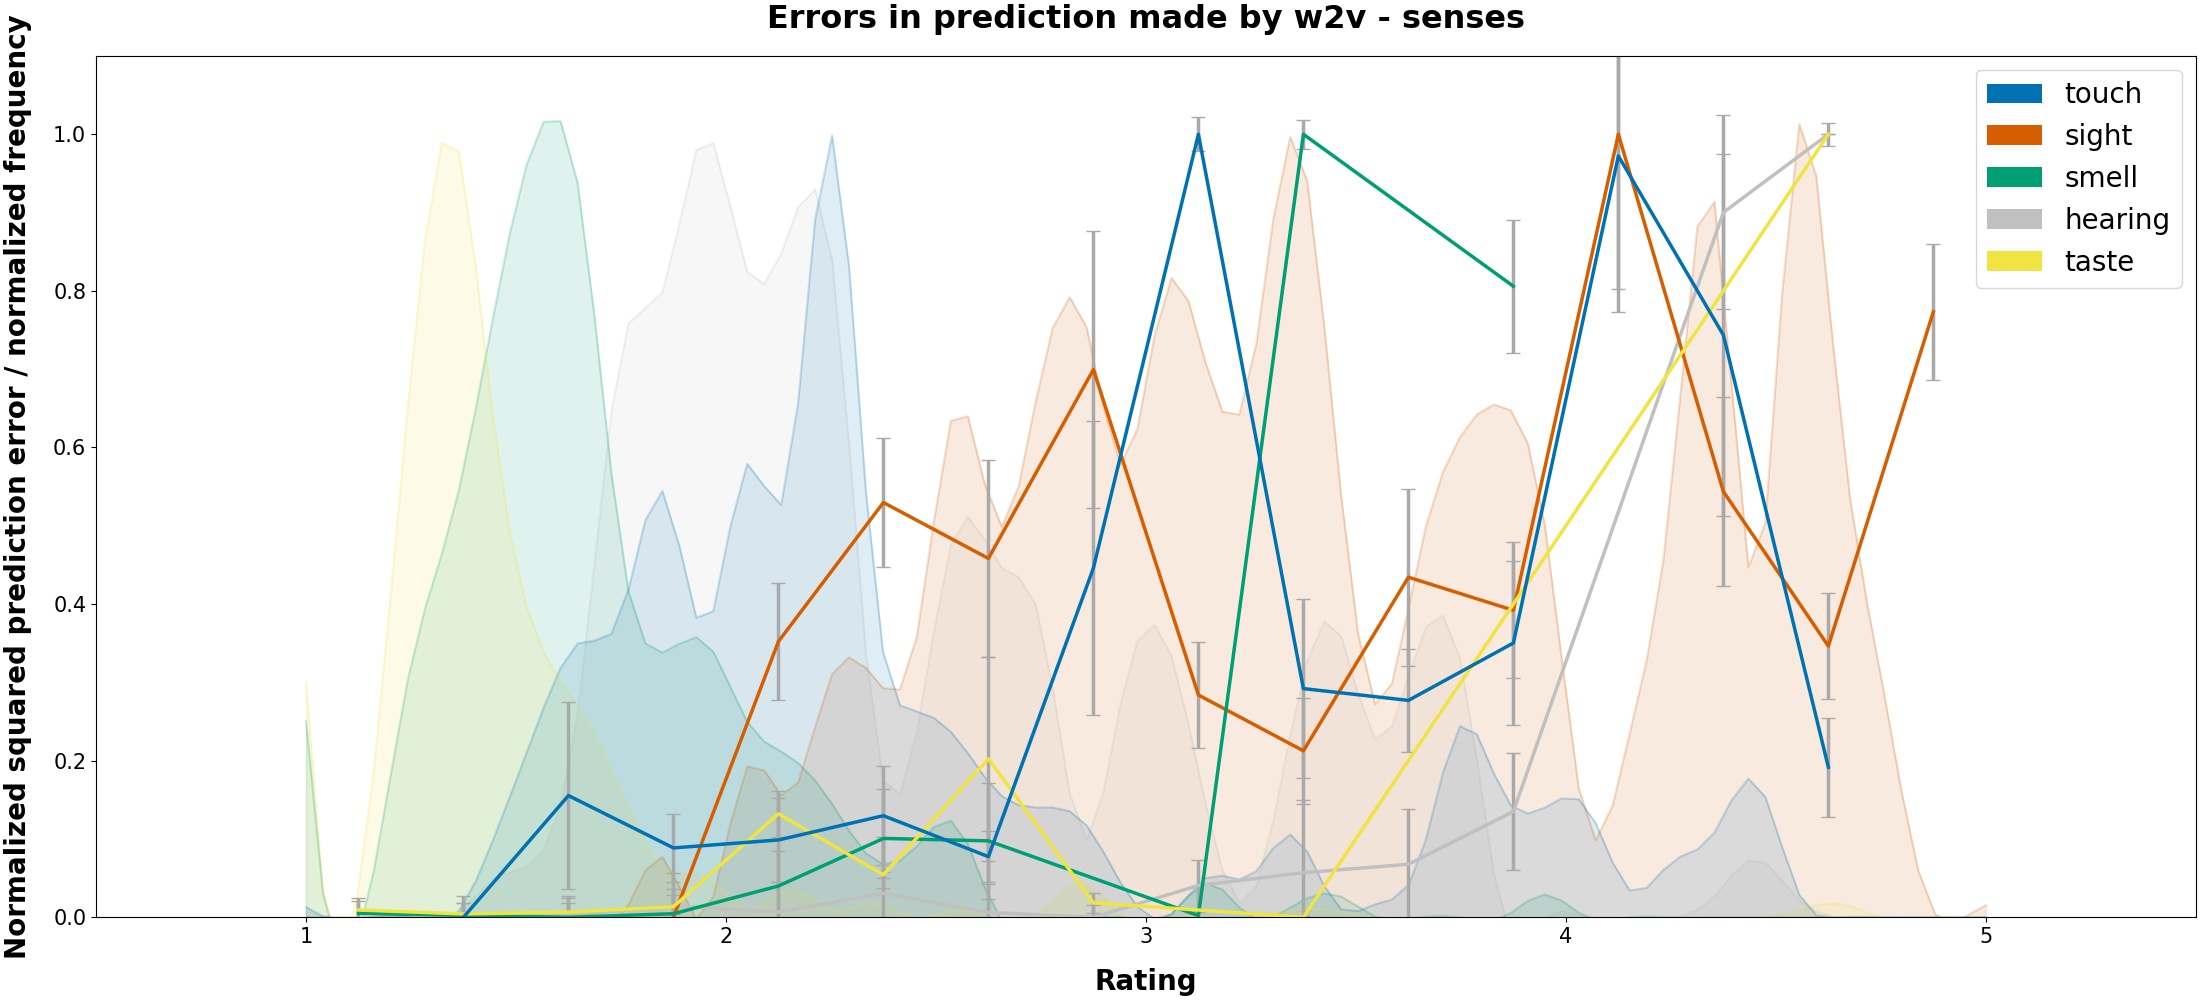 Errors in prediction made by w2v - senses
Normalized squared prediction error / normalized frequency
1.0
0.8
0.6
0.4
0.2
0.0
touch
sight
smell
hearing
taste
1 2 3 4 5
Rating